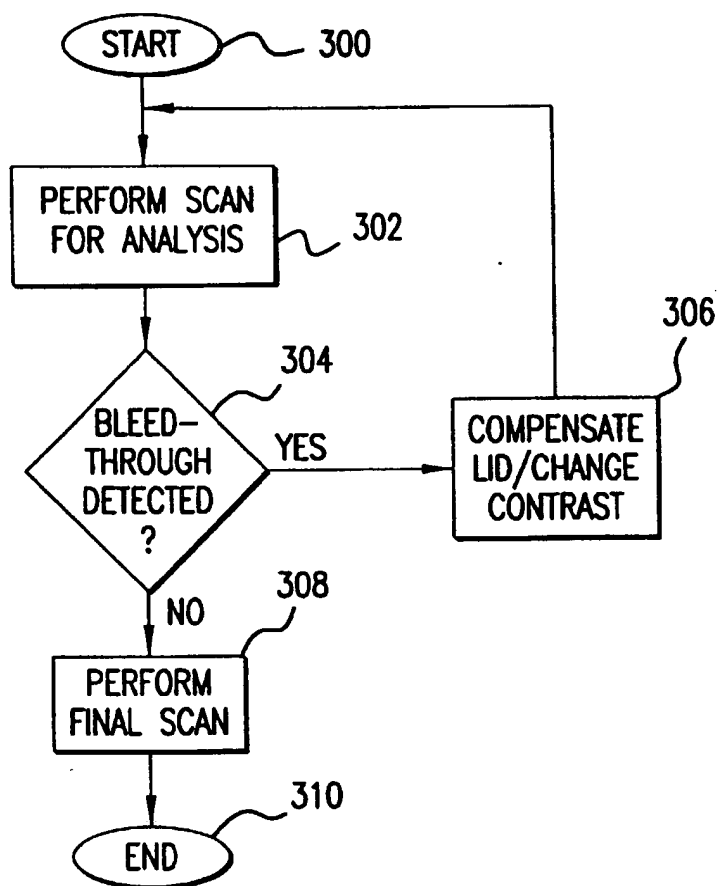 START
300
PERFORM SCAN
FOR ANALYSIS
302
304
BLEED-
THROUGH
DETECTED
?
YES
306
COMPENSATE
LID/CHANGE
CONTRAST
NO
308
PERFORM
FINAL SCAN
310
END